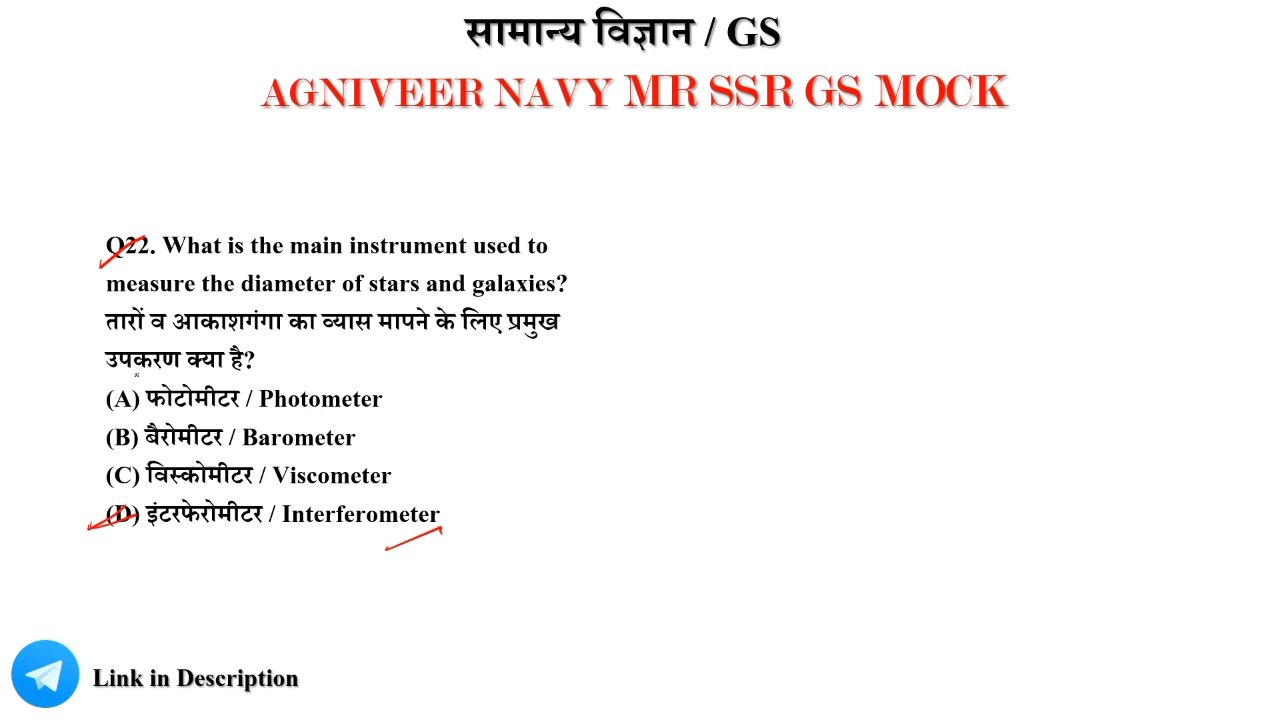 सामान्य विज्ञान / GS
AGNIVEER NAVY MR SSR GS MOCK
Q22. What is the main instrument used to
measure the diameter of stars and galaxies?
तारों व आकाशगंगा का व्यास मापने के लिए प्रमुख
उपकरण क्या है?
(A) फोटोमीटर / Photometer
(B) बैरोमीटर / Barometer
(C) विस्कोमीटर / Viscometer
(D) इंटरफेरोमीटर / Interferometer
Link in Description